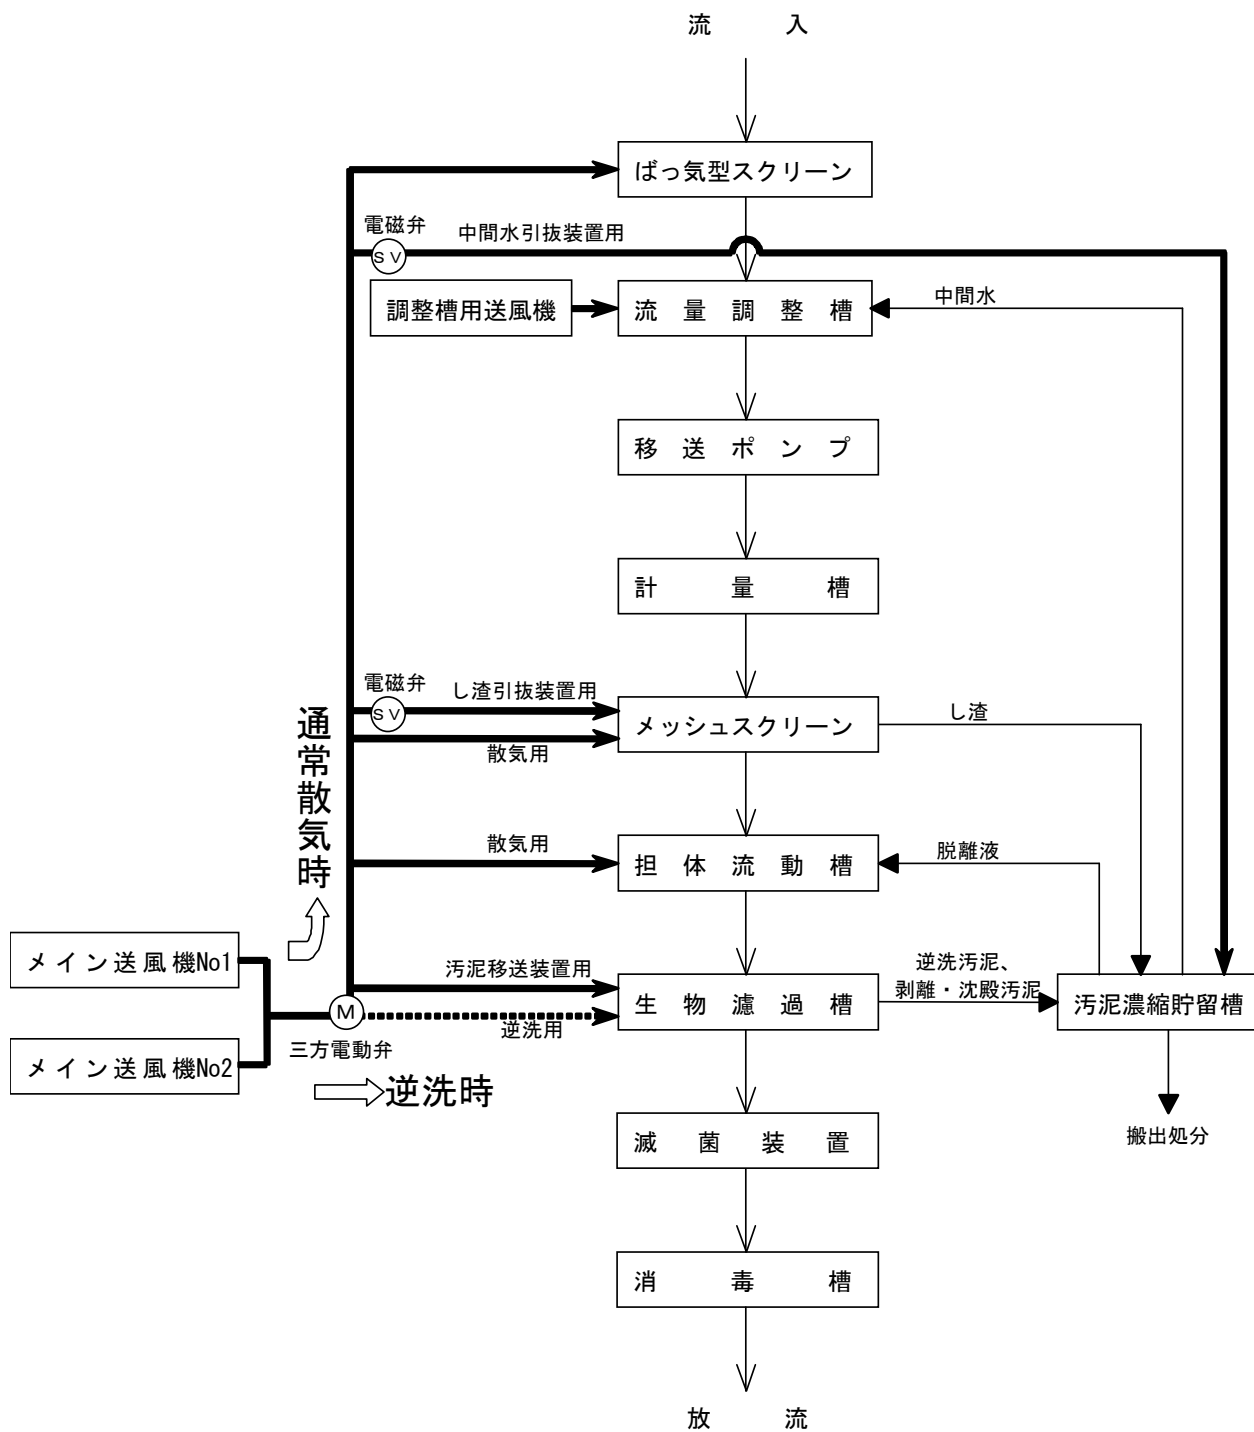 流入
ばっ気型スクリーン
電磁弁
SV
中間水引抜装置用
調整槽用送風機
流量調整槽
中間水
移送ポンプ
計量槽
電磁弁
SV
し渣引抜装置用
散気用
メッシュスクリーン
し渣
通常散気時
散気用
担体流動槽
脱離液
メイン送風機No1
メイン送風機No2
M
三方電動弁
逆洗時
汚泥移送装置用
逆洗用
生物濾過槽
逆洗汚泥、
剥離・沈殿汚泥
汚泥濃縮貯留槽
搬出処分
滅菌装置
消毒槽
放流